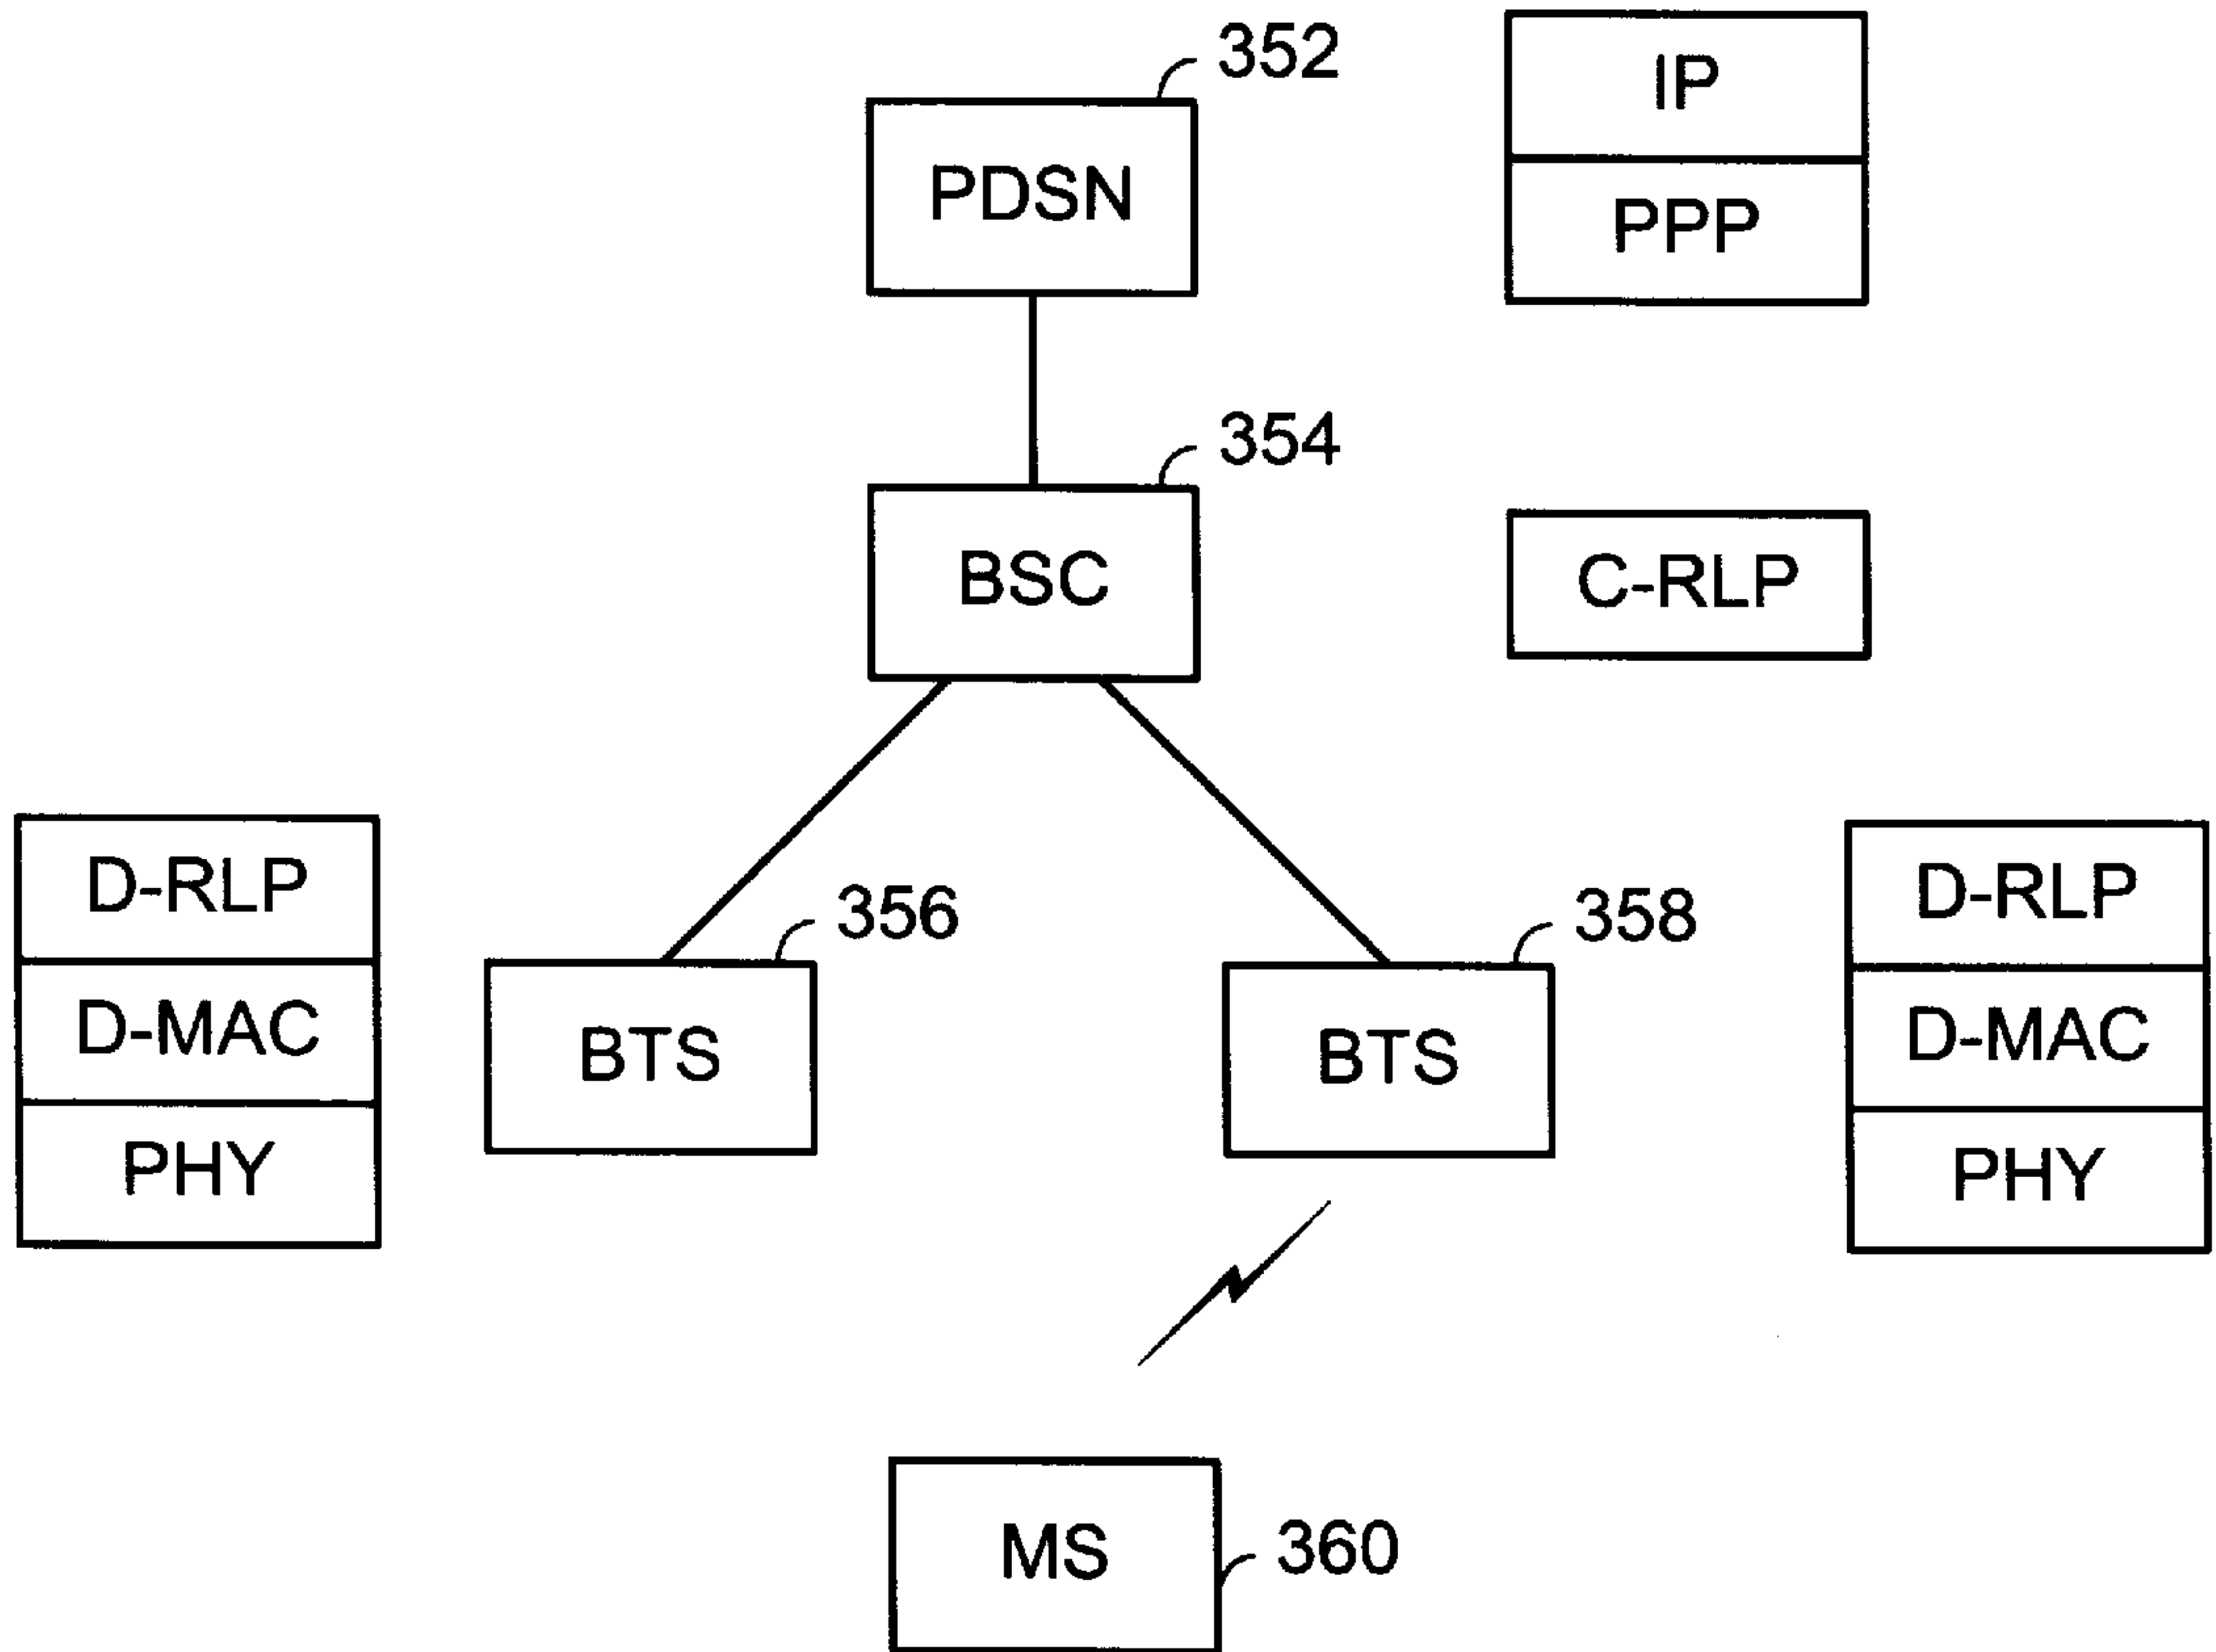 352
IP
PDSN
PPP
354
BSC
C-RLP
D-RLP
356
358
D-RLP
D-MAC
BTS
BTS
D-MAC
PHY
PHY
MS
360